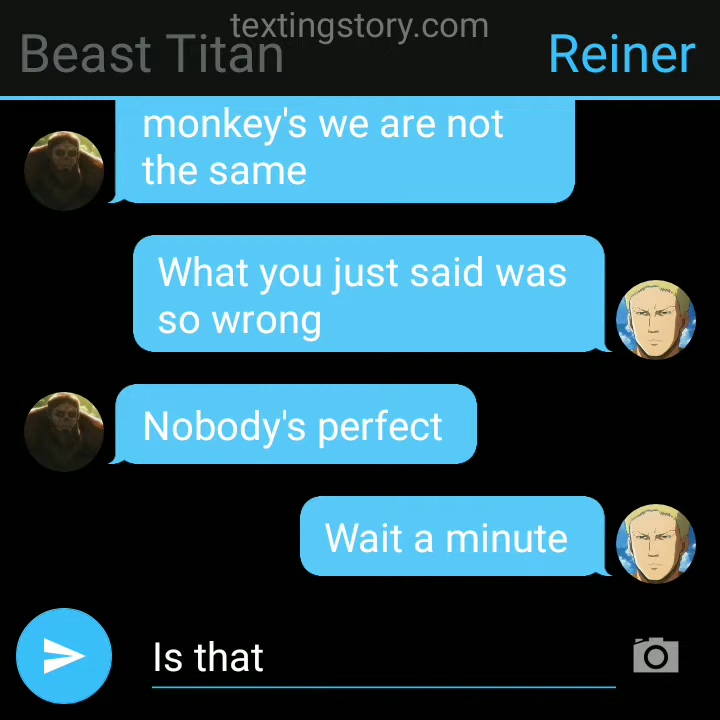 textingstory.com
Beast Titan
Reiner
monkey's we are not
the same
What you just said was
so wrong
Nobody's perfect
Wait a minute
Is that